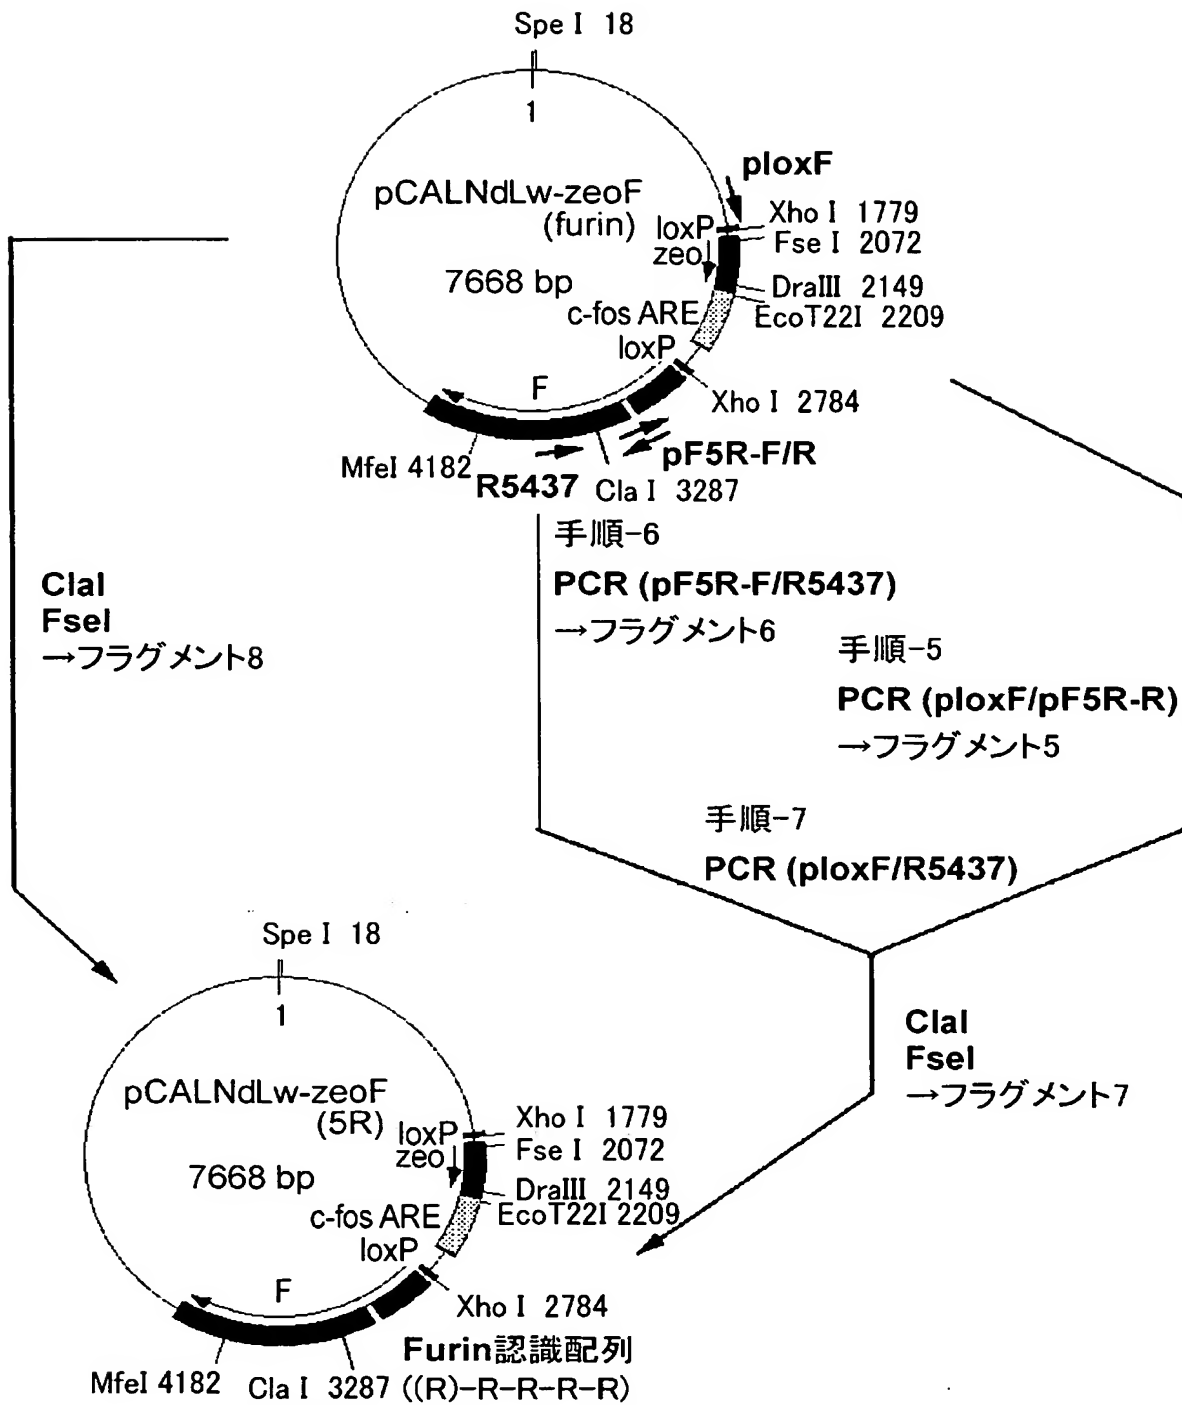 Spe I 18
1
pCALNdLw-zeoF
(furin)
7668 bp
ploxF
loxP
zeo
Xho I 1779
Fse I 2072
DraIII 2149
EcoT22I 2209
c-fos ARE
loxP
Xho I 2784
F
pF5R-F/R
MfeI 4182
R5437
Cla I 3287
手順-6
PCR (pF5R-F/R5437)
→フラグメント6
ClaI
FseI
→フラグメント8
手順-5
PCR (ploxF/pF5R-R)
→フラグメント5
手順-7
PCR (ploxF/R5437)
Spe I 18
1
pCALNdLw-zeoF
(5R)
7668 bp
ClaI
FseI
→フラグメント7
loxP
zeo
Xho I 1779
Fse I 2072
DraIII 2149
EcoT22I 2209
c-fos ARE
loxP
F
Xho I 2784
Furin認識配列
MfeI 4182
Cla I 3287
((R)-R-R-R-R)